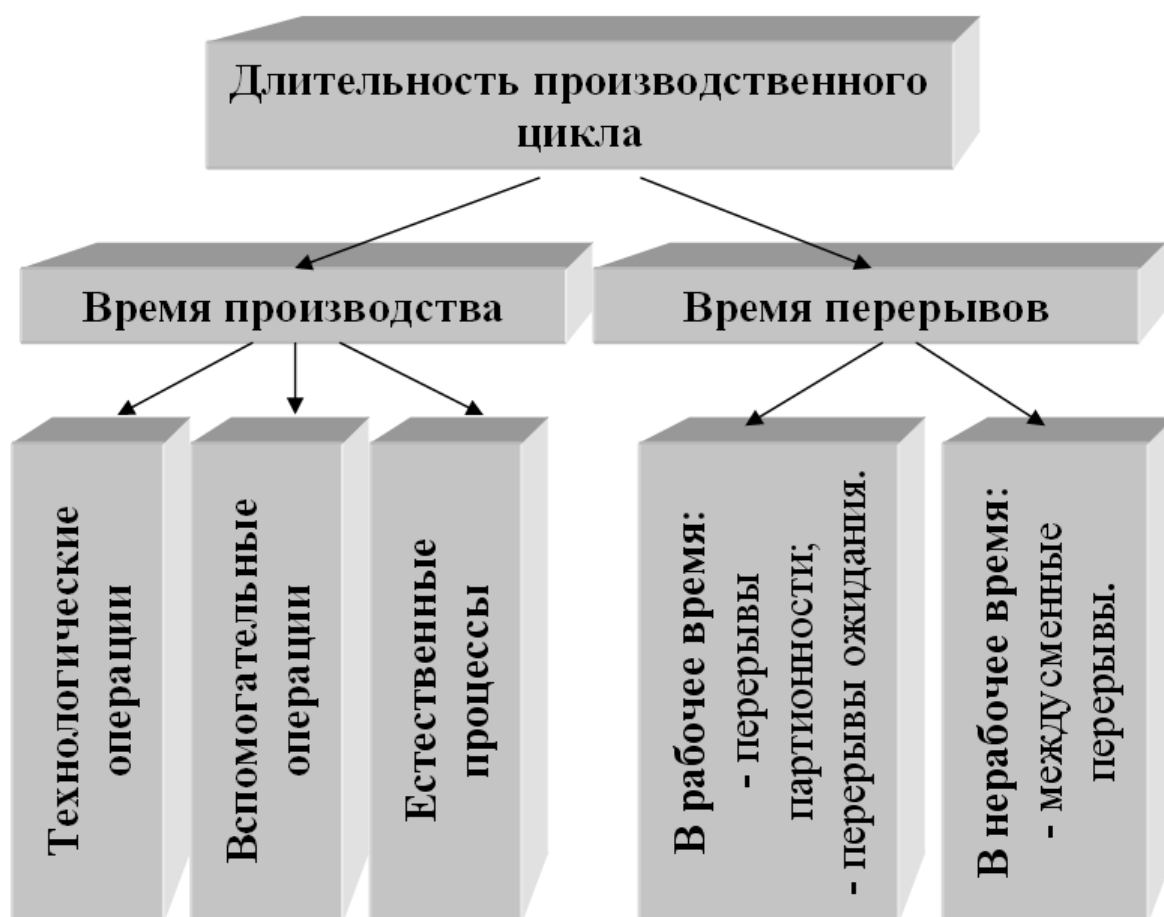 Длительность производственного
цикла
Время производства
Время перерывов
Технологические
операции
Вспомогательные
операции
Естественные
процессы
В рабочее время:
- перерывы
партионности;
- перерывы ожидания.
В нерабочее время:
- междусменные
перерывы.